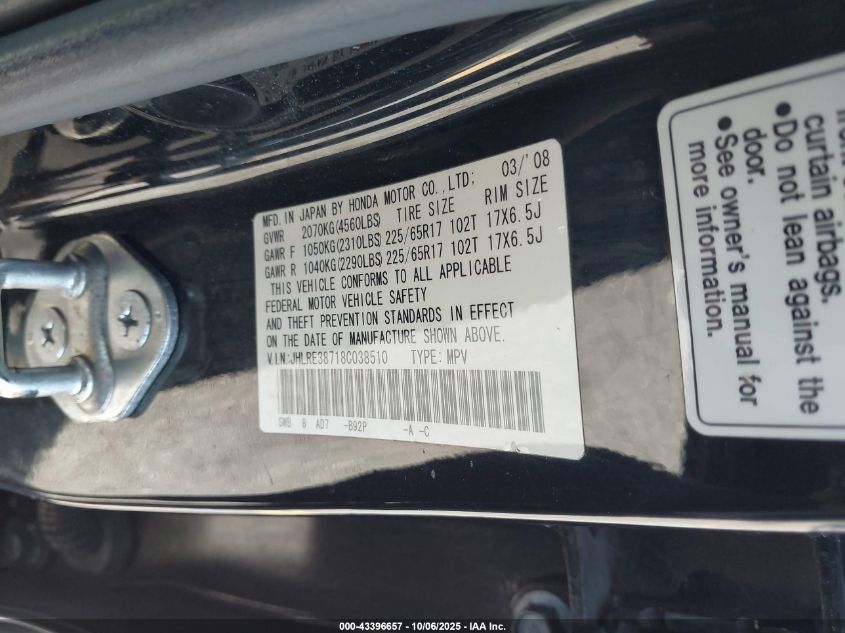 MFD. IN JAPAN BY HONDA MOTOR CO., LTD: 03/'08
GVWR 2070KG(4560LBS) TIRE SIZE RIM SIZE
GAWR F 1050KG(2310LBS) 225/65R17 102T 17X6.5J
GAWR R 1040KG(2290LBS) 225/65R17 102T 17X6.5J
THIS VEHICLE CONFORMS TO ALL APPLICABLE
FEDERAL MOTOR VEHICLE SAFETY
AND THEFT PREVENTION STANDARDS IN EFFECT
ON THE DATE OF MANUFACTURE SHOWN ABOVE.
VIN:JHLRE38718C038510 TYPE:MPV
SWB 8 AD7 -B92P -A -C
curtain airbags.
•Do not lean against the
door.
•See owner's manual for
more information.
000-43396657 - 10/06/2025 - IAA Inc.